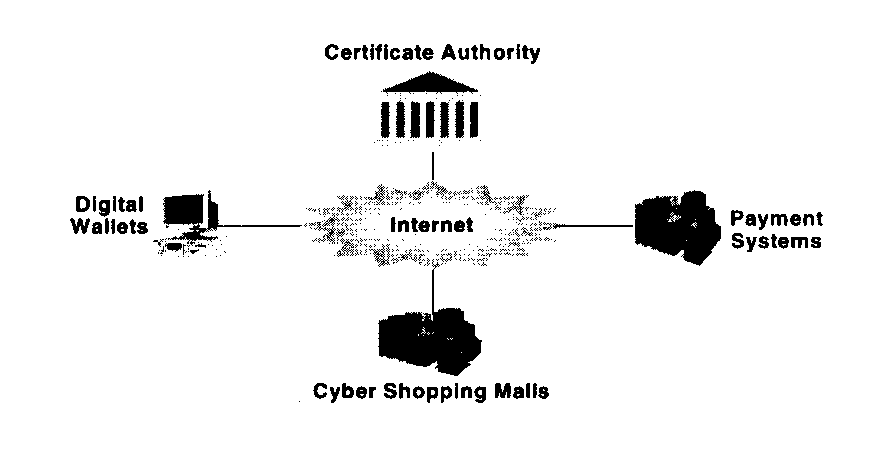 Certificate Authority
Digital
Wallets
Internet
Payment
Systems
Cyber Shopping Malls